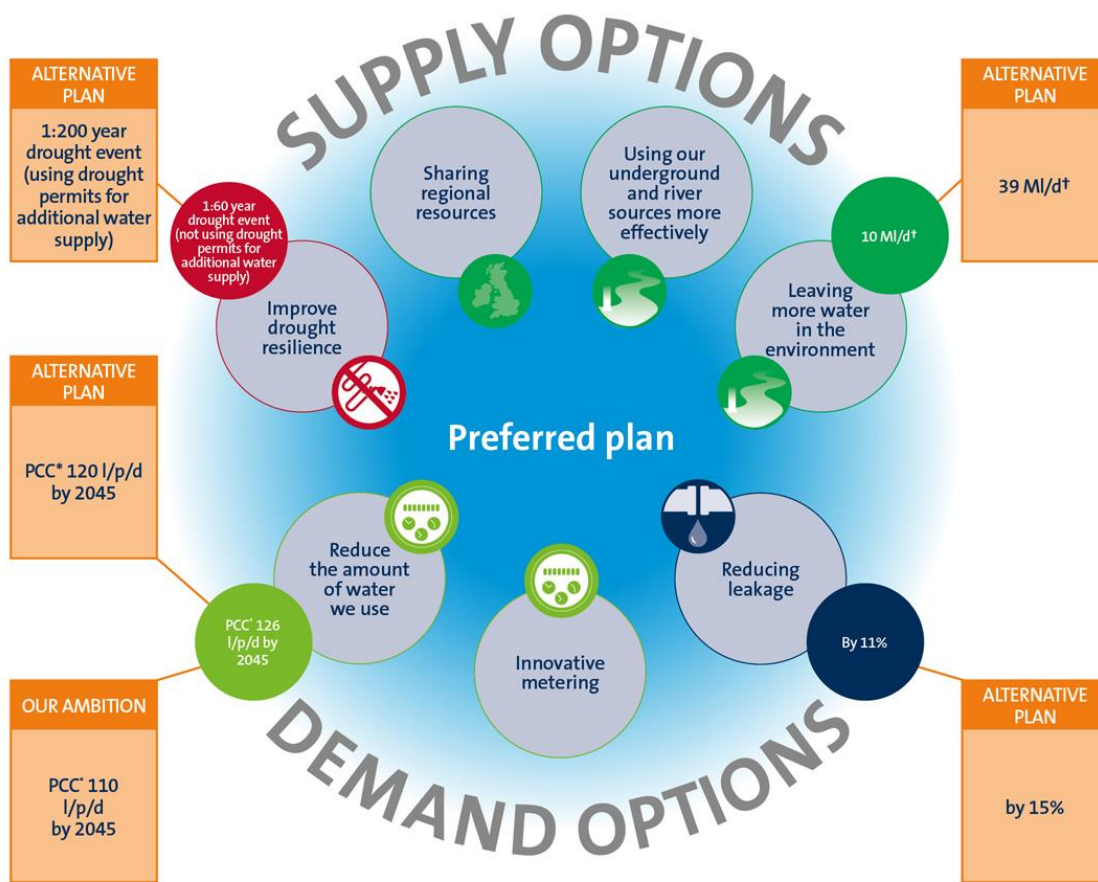 SUPPLY OPTIONS
ALTERNATIVE
PLAN
1:200 year
drought event
(using drought
permits for
additional water
supply)
1:60 year
drought event
(not using drought
permits for
additional water
supply)
Improve
drought
resilience
Sharing
regional
resources
Using our
underground
and river
sources more
effectively
10 Ml/d†
Leaving
more water
in the
environment
ALTERNATIVE
PLAN
39 Ml/d†
Preferred plan
ALTERNATIVE
PLAN
PCC* 120 l/p/d
by 2045
Reduce
the amount
of water
we use
PCC* 126
l/p/d by
2045
OUR AMBITION
PCC* 110
l/p/d
by 2045
Innovative
metering
Reducing
leakage
By 11%
ALTERNATIVE
PLAN
by 15%
DEMAND OPTIONS